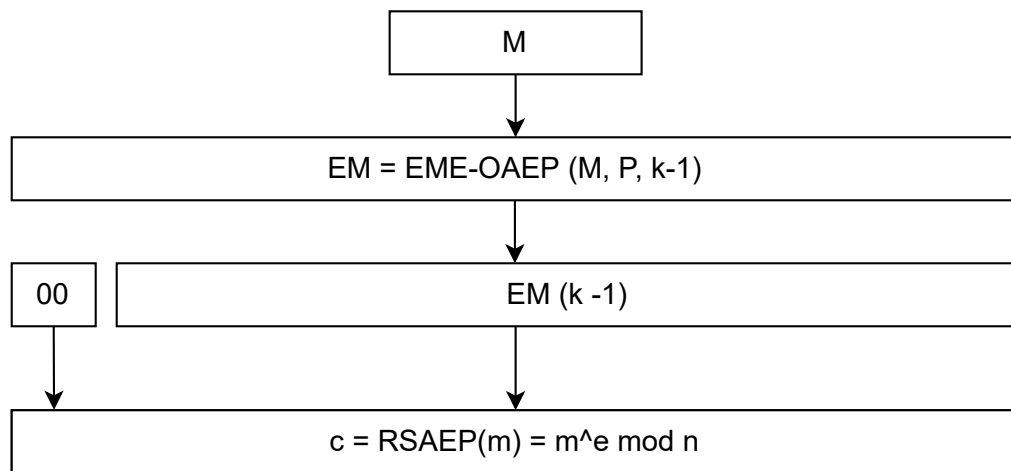 M
EM = EME-OAEP (M, P, k-1)
00
EM (k -1)
c = RSAEP(m) = m^e mod n